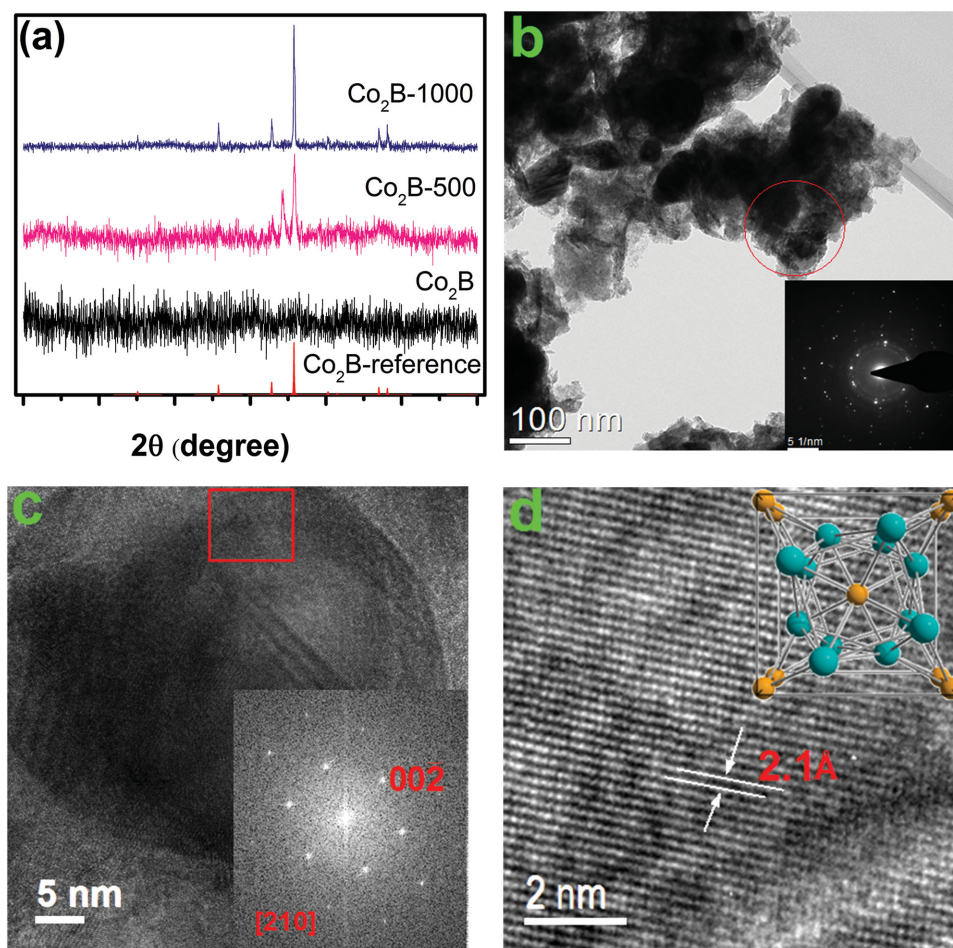 (a)
Co₂B-1000
Co₂B-500
Co₂B
Co₂B-reference
2θ (degree)
b
100 nm
5 1/nm
c
002̄
5 nm
[210]
d
2.1Å
2 nm